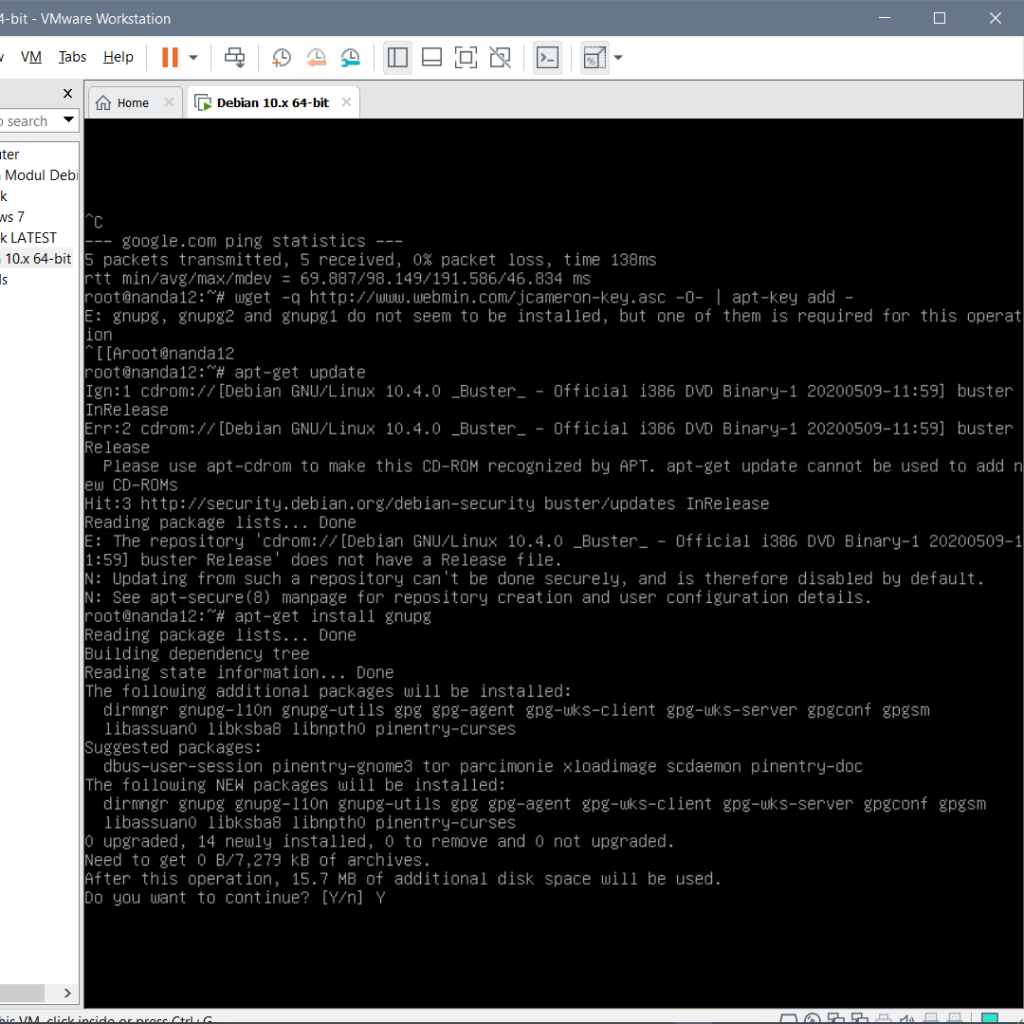 4-bit - VMware Workstation
VM Tabs Help
search
Home
Debian 10.x 64-bit
Modul Debi
ws 7
k LATEST
10.x 64-bit
^C
--- google.com ping statistics ---
5 packets transmitted, 5 received, 0% packet loss, time 138ms
rtt min/avg/max/mdev = 69.887/98.149/191.586/46.834 ms
root@nanda12:~# wget -q http://www.webmin.com/jcameron-key.asc -O- | apt-key add -
E: gnupg, gnupg2 and gnupg1 do not seem to be installed, but one of them is required for this operat
ion
^[[Aroot@nanda12
root@nanda12:~# apt-get update
Ign:1 cdrom://[Debian GNU/Linux 10.4.0 _Buster_ - Official i386 DVD Binary-1 20200509-11:59] buster
InRelease
Err:2 cdrom://[Debian GNU/Linux 10.4.0 _Buster_ - Official i386 DVD Binary-1 20200509-11:59] buster
Release
  Please use apt-cdrom to make this CD-ROM recognized by APT. apt-get update cannot be used to add n
ew CD-ROMs
Hit:3 http://security.debian.org/debian-security buster/updates InRelease
Reading package lists... Done
E: The repository 'cdrom://[Debian GNU/Linux 10.4.0 _Buster_ - Official i386 DVD Binary-1 20200509-1
1:59] buster Release' does not have a Release file.
N: Updating from such a repository can't be done securely, and is therefore disabled by default.
N: See apt-secure(8) manpage for repository creation and user configuration details.
root@nanda12:~# apt-get install gnupg
Reading package lists... Done
Building dependency tree
Reading state information... Done
The following additional packages will be installed:
  dirmngr gnupg-l10n gnupg-utils gpg gpg-agent gpg-wks-client gpg-wks-server gpgconf gpgsm
  libassuan0 libksba8 libnpth0 pinentry-curses
Suggested packages:
  dbus-user-session pinentry-gnome3 tor parcimonie xloadimage scdaemon pinentry-doc
The following NEW packages will be installed:
  dirmngr gnupg gnupg-l10n gnupg-utils gpg gpg-agent gpg-wks-client gpg-wks-server gpgconf gpgsm
  libassuan0 libksba8 libnpth0 pinentry-curses
0 upgraded, 14 newly installed, 0 to remove and 0 not upgraded.
Need to get 0 B/7,279 kB of archives.
After this operation, 15.7 MB of additional disk space will be used.
Do you want to continue? [Y/n] Y
his VM, click inside or press Ctrl+G